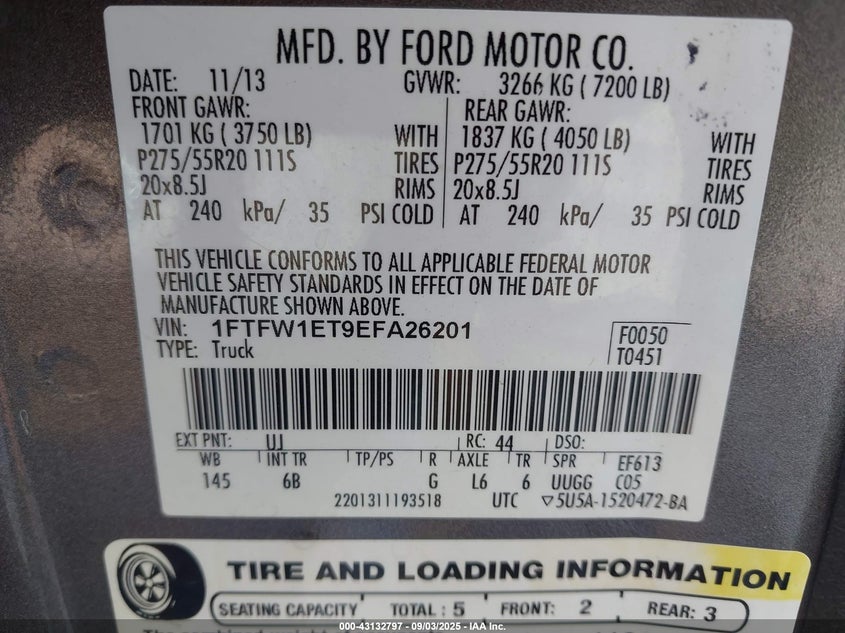 MFD. BY FORD MOTOR CO.
DATE: 11/13 GVWR: 3266 KG ( 7200 LB)
FRONT GAWR: REAR GAWR:
1701 KG ( 3750 LB) WITH 1837 KG ( 4050 LB) WITH
P275/55R20 111S TIRES P275/55R20 111S TIRES
20x8.5J RIMS 20x8.5J RIMS
AT 240 kPa/ 35 PSI COLD AT 240 kPa/ 35 PSI COLD
THIS VEHICLE CONFORMS TO ALL APPLICABLE FEDERAL MOTOR
VEHICLE SAFETY STANDARDS IN EFFECT ON THE DATE OF
MANUFACTURE SHOWN ABOVE.
VIN: 1FTFW1ET9EFA26201 F0050
TYPE: Truck T0451
EXT PNT: UJ RC: 44 DSO:
WB INT TR TP/PS R AXLE TR SPR EF613
145 6B G L6 6 UUGG C05
2201311193518 UTC ▽5U5A-1520472-BA
TIRE AND LOADING INFORMATION
SEATING CAPACITY TOTAL : 5 FRONT: 2 REAR: 3
000-43132797 - 09/03/2025 - IAA Inc.